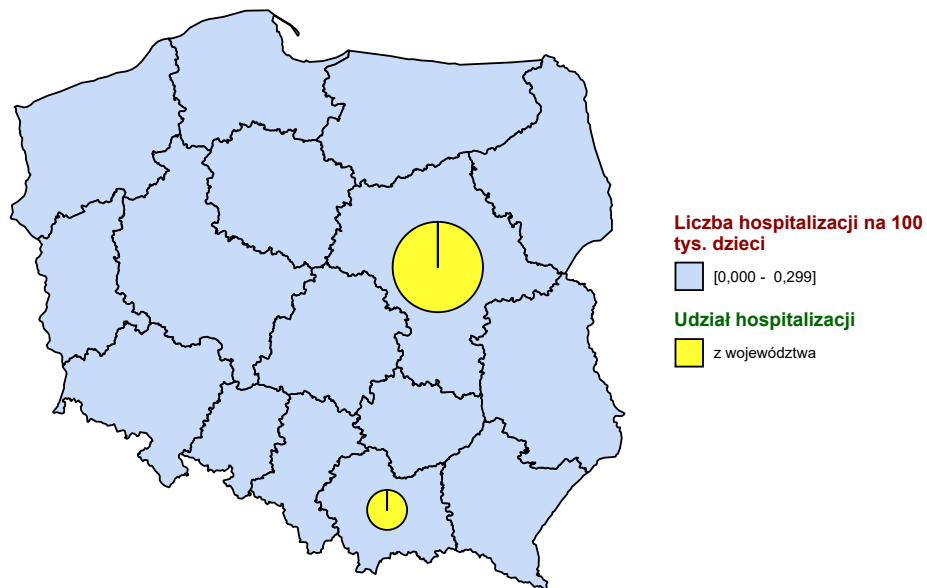 Liczba hospitalizacji na 100
tys. dzieci
[0,000 - 0,299]
Udział hospitalizacji
z województwa